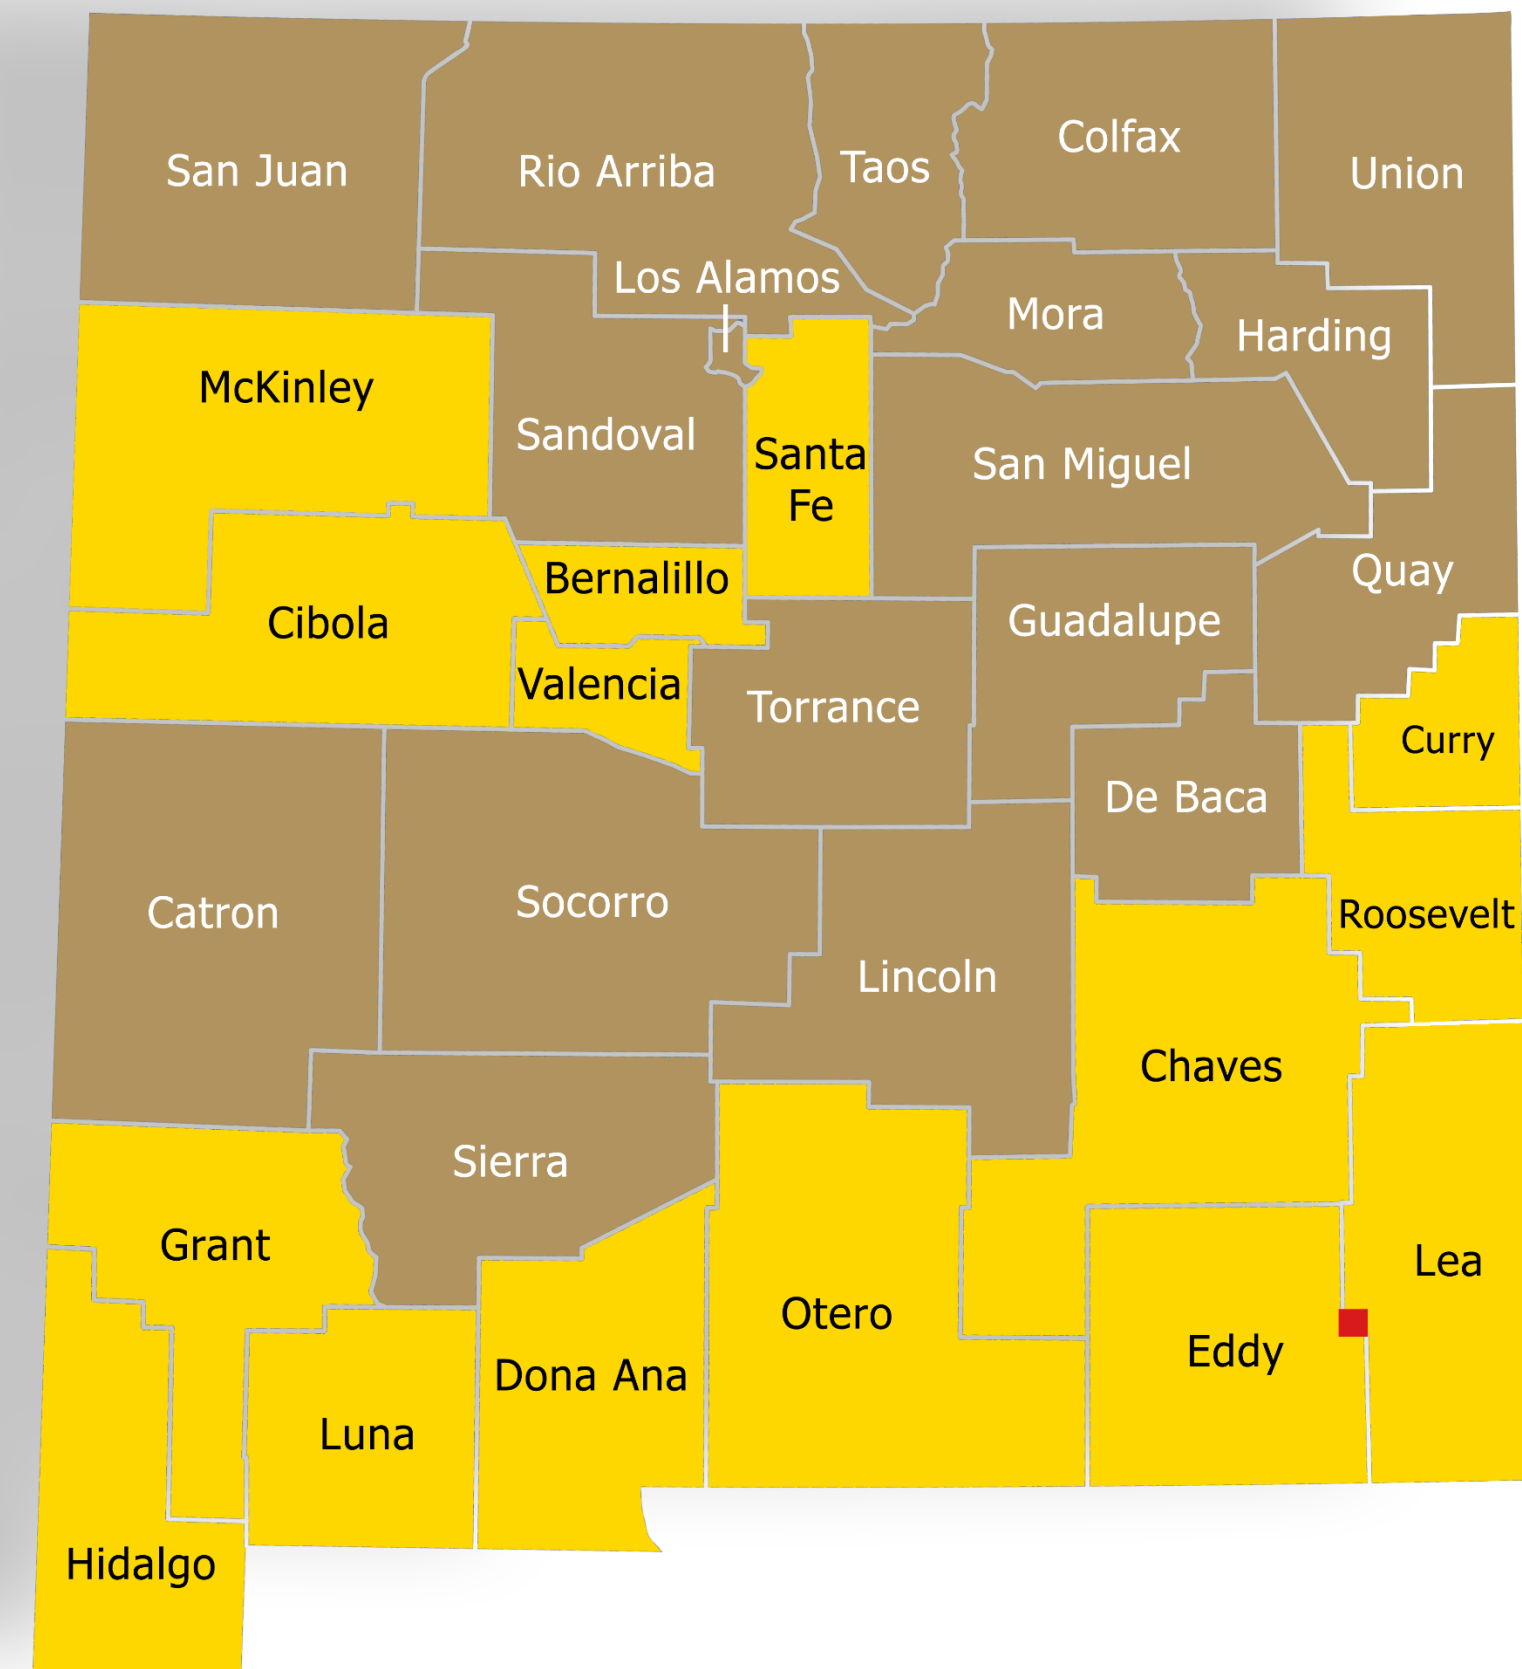 San Juan
Rio Arriba
Taos
Colfax
Union
Los Alamos
Mora
Harding
McKinley
Sandoval
Santa
Fe
San Miguel
Quay
Bernalillo
Cibola
Guadalupe
Valencia
Torrance
Curry
De Baca
Catron
Socorro
Roosevelt
Lincoln
Chaves
Sierra
Grant
Lea
Otero
Eddy
Dona Ana
Luna
Hidalgo